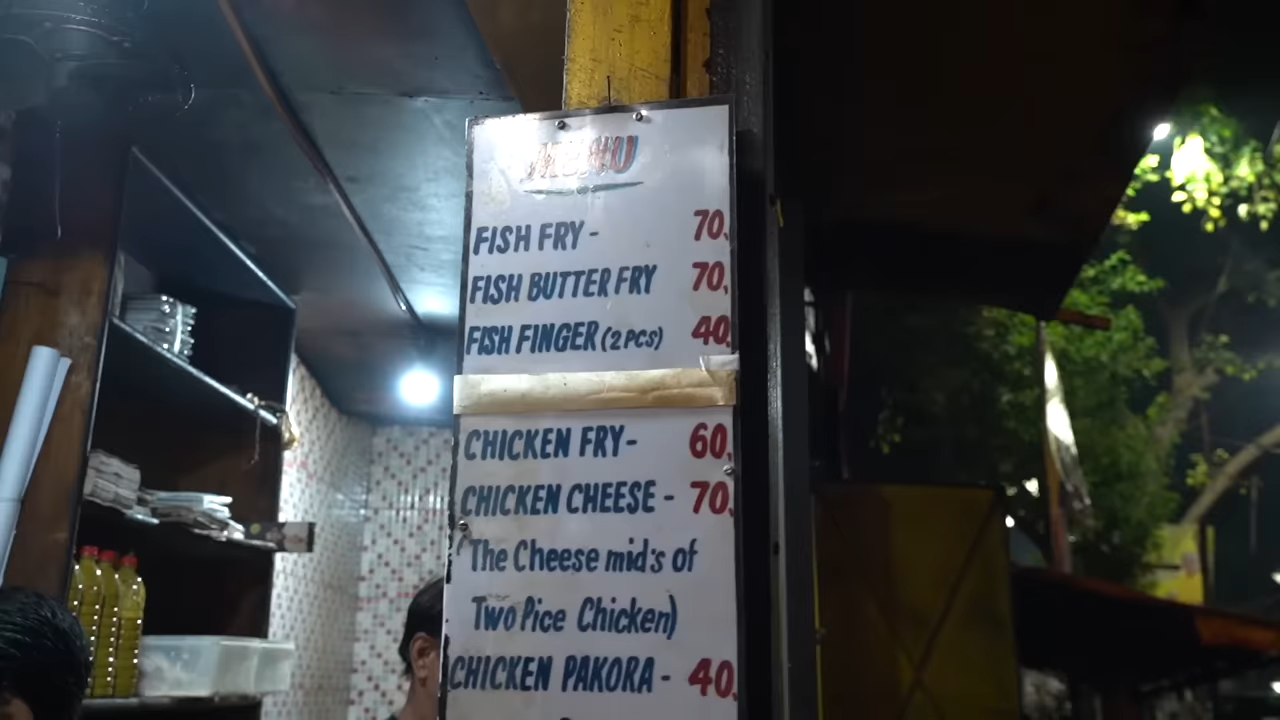 MENU
FISH FRY - 70,
FISH BUTTER FRY 70,
FISH FINGER (2 PCS) 40,
CHICKEN FRY - 60,
CHICKEN CHEESE - 70,
(The Cheese mid's of
Two Pice Chicken)
CHICKEN PAKORA - 40,